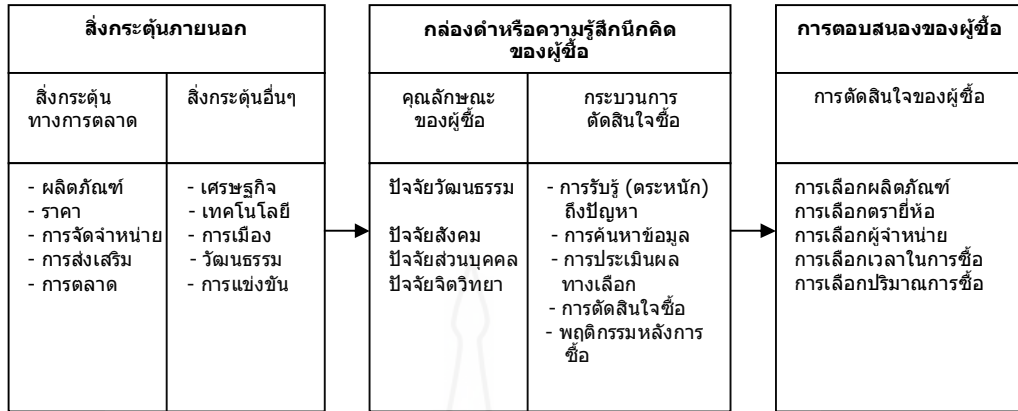 สิ่งกระตุ้นภายนอก
สิ่งกระตุ้น
ทางการตลาด
สิ่งกระตุ้นอื่นๆ
- ผลิตภัณฑ์
- ราคา
- การจัดจำหน่าย
- การส่งเสริม
- การตลาด
- เศรษฐกิจ
- เทคโนโลยี
- การเมือง
- วัฒนธรรม
- การแข่งขัน
กล่องดำหรือความรู้สึกนึกคิด
ของผู้ซื้อ
คุณลักษณะ
ของผู้ซื้อ
กระบวนการ
ตัดสินใจซื้อ
ปัจจัยวัฒนธรรม
ปัจจัยสังคม
ปัจจัยส่วนบุคคล
ปัจจัยจิตวิทยา
- การรับรู้ (ตระหนัก)
ถึงปัญหา
- การค้นหาข้อมูล
- การประเมินผล
ทางเลือก
- การตัดสินใจซื้อ
- พฤติกรรมหลังการ
ซื้อ
การตอบสนองของผู้ซื้อ
การตัดสินใจของผู้ซื้อ
การเลือกผลิตภัณฑ์
การเลือกตรายี่ห้อ
การเลือกผู้จำหน่าย
การเลือกเวลาในการซื้อ
การเลือกปริมาณการซื้อ